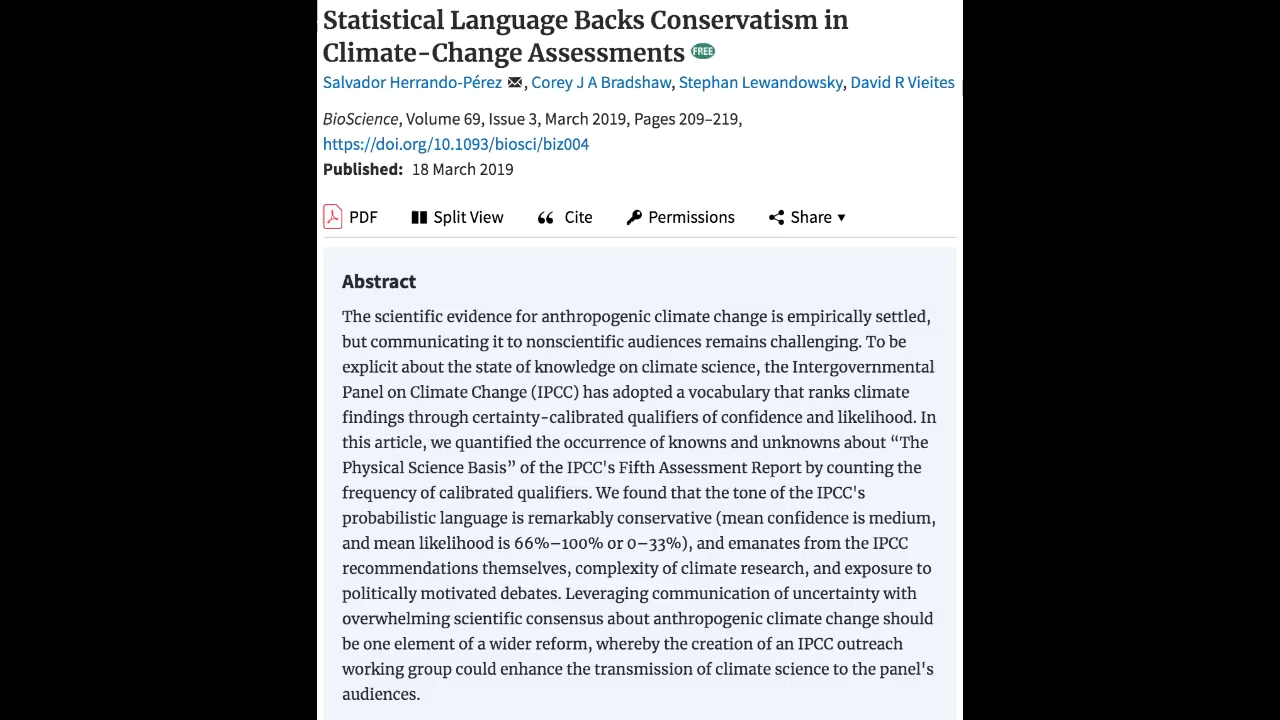 Statistical Language Backs Conservatism in
Climate-Change Assessments FREE
Salvador Herrando-Pérez , Corey J A Bradshaw, Stephan Lewandowsky, David R Vieites
BioScience, Volume 69, Issue 3, March 2019, Pages 209–219,
https://doi.org/10.1093/biosci/biz004
Published: 18 March 2019
PDF Split View Cite Permissions Share
Abstract
The scientific evidence for anthropogenic climate change is empirically settled,
but communicating it to nonscientific audiences remains challenging. To be
explicit about the state of knowledge on climate science, the Intergovernmental
Panel on Climate Change (IPCC) has adopted a vocabulary that ranks climate
findings through certainty-calibrated qualifiers of confidence and likelihood. In
this article, we quantified the occurrence of knowns and unknowns about “The
Physical Science Basis” of the IPCC's Fifth Assessment Report by counting the
frequency of calibrated qualifiers. We found that the tone of the IPCC's
probabilistic language is remarkably conservative (mean confidence is medium,
and mean likelihood is 66%–100% or 0–33%), and emanates from the IPCC
recommendations themselves, complexity of climate research, and exposure to
politically motivated debates. Leveraging communication of uncertainty with
overwhelming scientific consensus about anthropogenic climate change should
be one element of a wider reform, whereby the creation of an IPCC outreach
working group could enhance the transmission of climate science to the panel's
audiences.